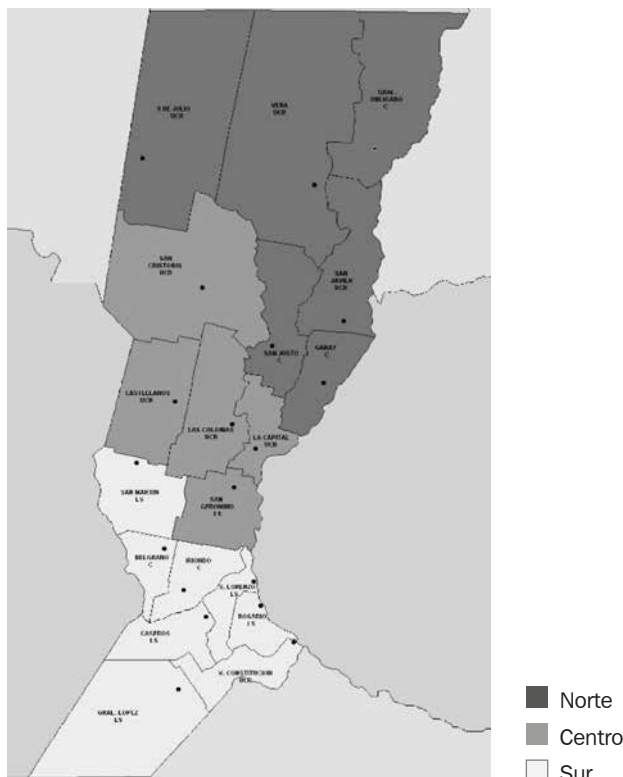 9 DE JULIO
UCR
VERA
UCR
GRAL.
OBLIGADO
C
SAN
CRISTOBAL
UCR
SAN
JAVIER
UCR
SAN JUSTO
C
GARAY
C
CASTELLANOS
UCR
LAS COLONIAS
UCR
LA CAPITAL
UCR
SAN MARTIN
LS
SAN
GERONIMO
LS
BELGRANO
C
IRIONDO
C
S. LORENZO
LS
ROSARIO
LS
CASEROS
LS
V. CONSTITUCION
UCR
GRAL. LOPEZ
LS
Norte
Centro
Sur